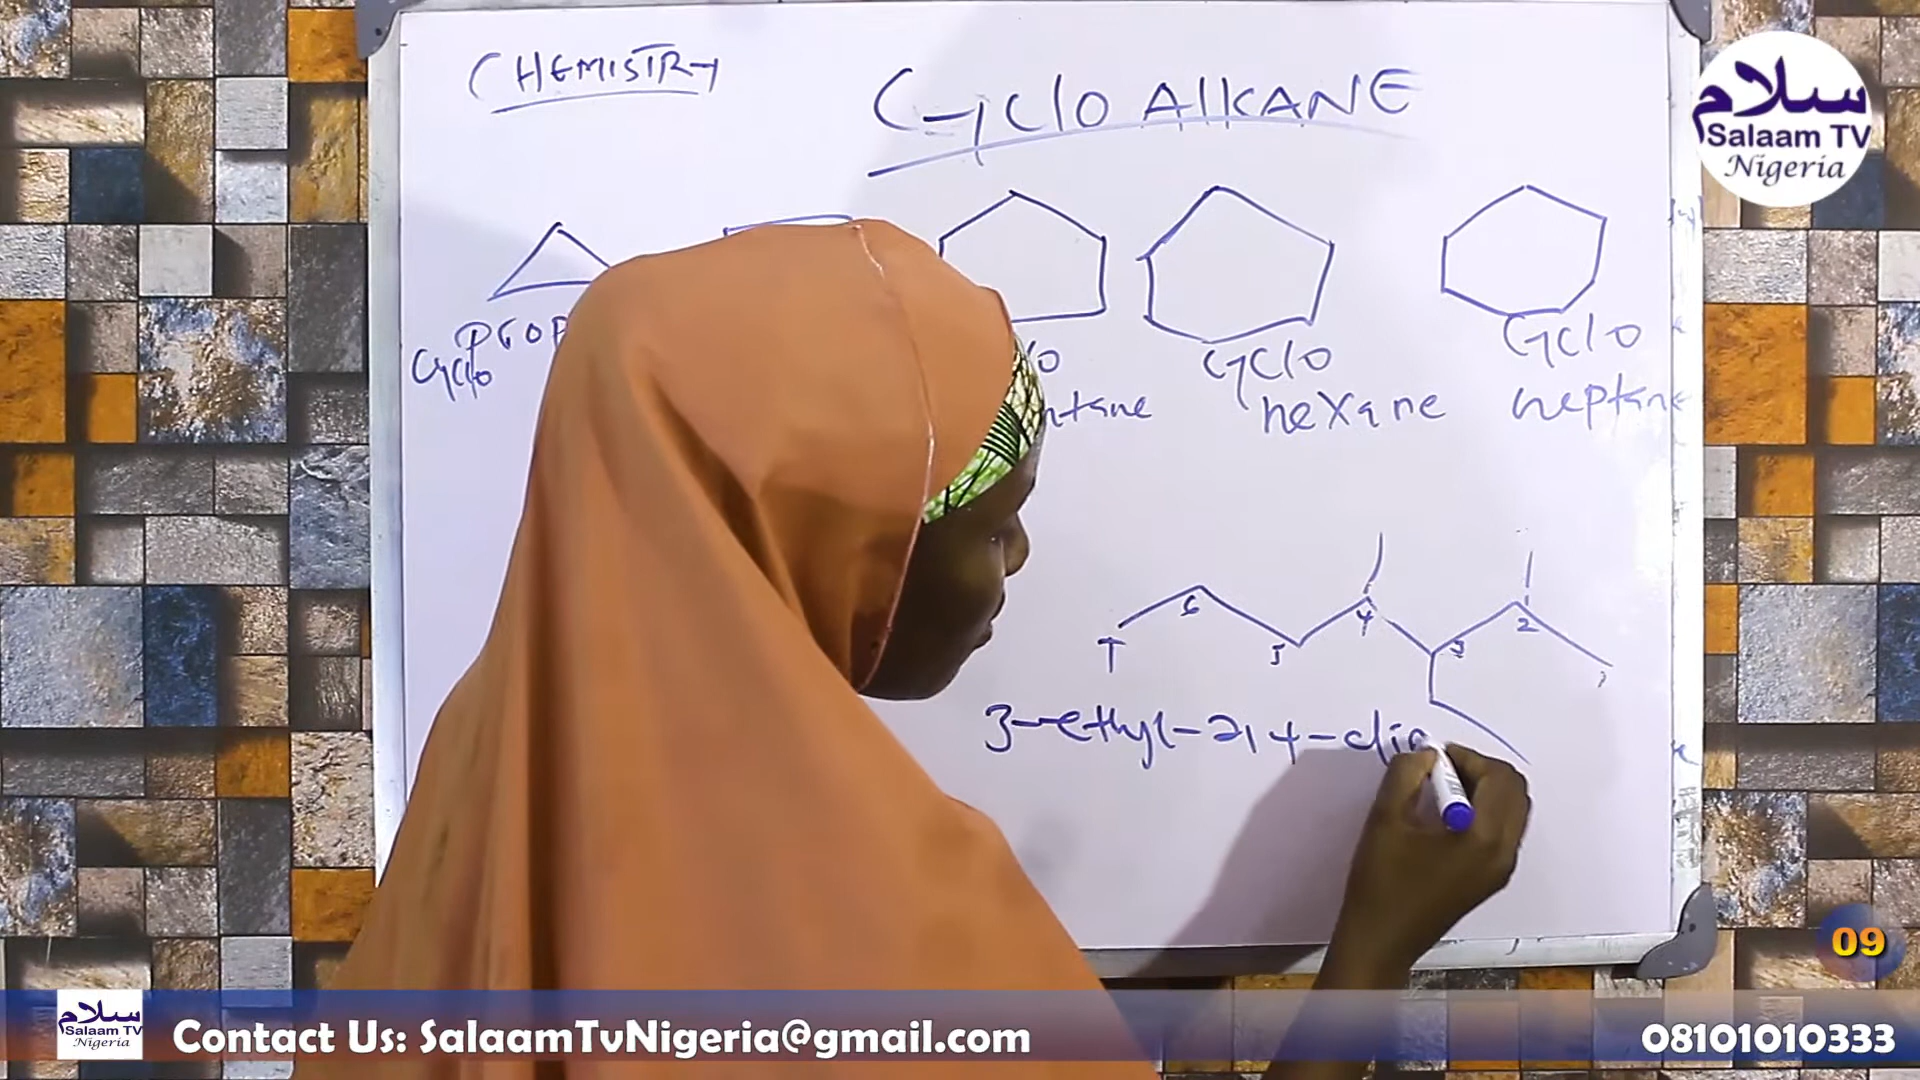 CHEMISTRY
Cyclo AlKANE
سلام
Salaam TV
Nigeria
Cyclo
Cyclo
hexane
Cyclo
heptane
7 6 5 4 3 2 1
3-ethyl-2,4-di
09
سلام
Salaam TV
Nigeria
Contact Us: SalaamTvNigeria@gmail.com
08101010333